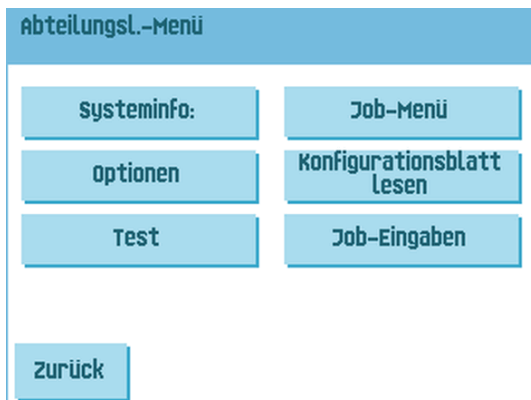 Abteilungsl.-Menü
Systeminfo:
Job-Menü
Optionen
Konfigurationsblatt
lesen
Test
Job-Eingaben
Zurück